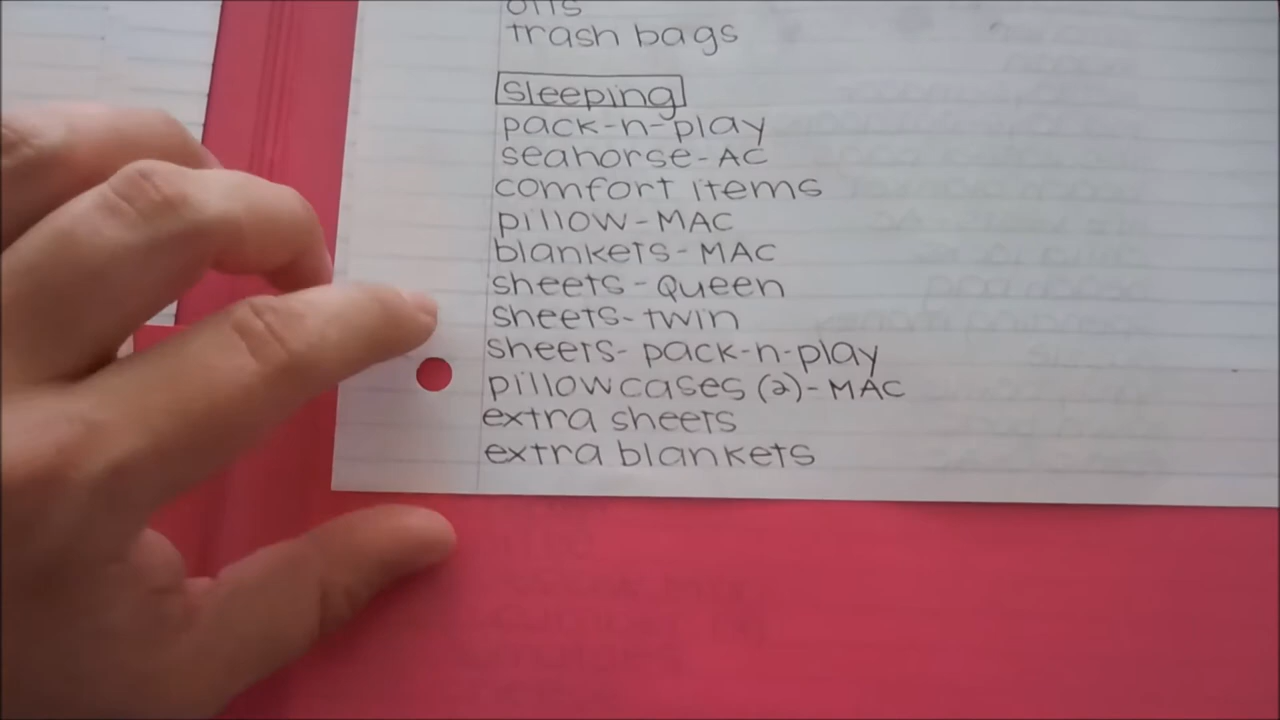 oils
trash bags
sleeping
pack-n-play
seahorse-AC
comfort items
pillow-MAC
blankets-MAC
sheets-Queen
sheets-twin
sheets-pack-n-play
pillowcases (2)-MAC
extra sheets
extra blankets